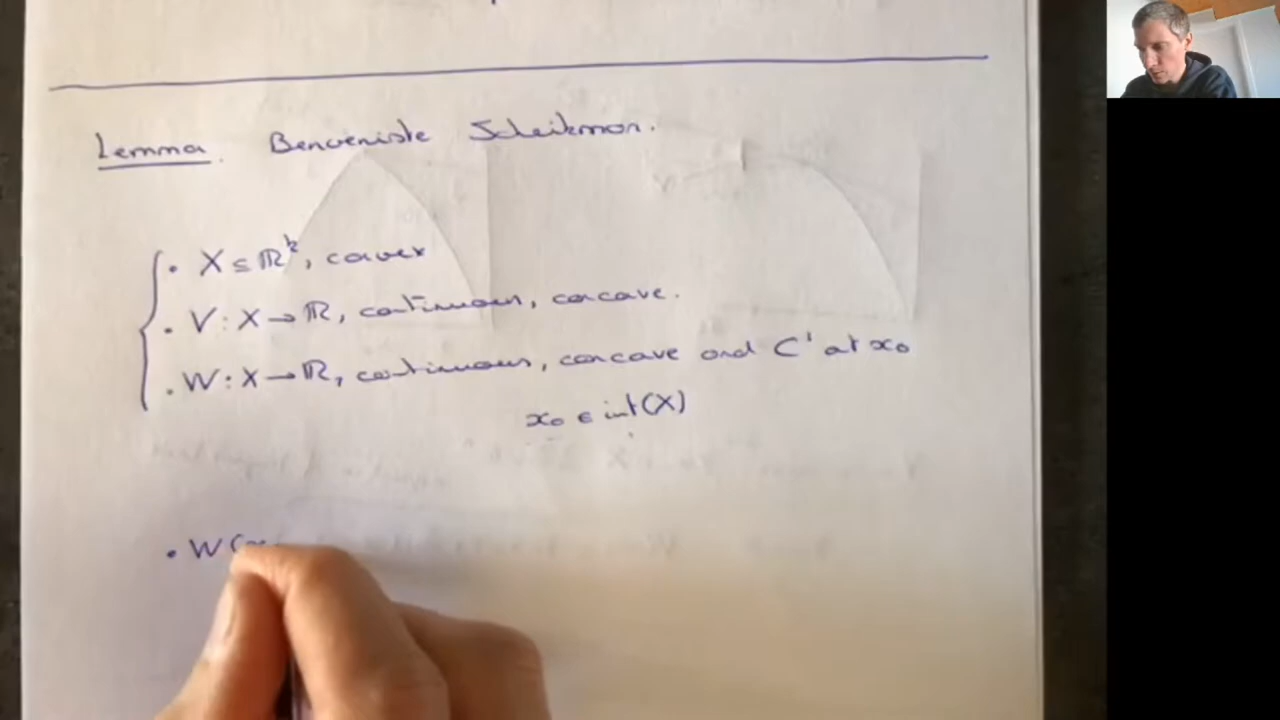 Lemma. Benveniste Scheikman.
• X ⊆ ℝᵏ, convex
• V : X → ℝ, continuous, concave.
• W : X → ℝ, continuous, concave and C¹ at x₀
x₀ ∈ int(X)
• W(x